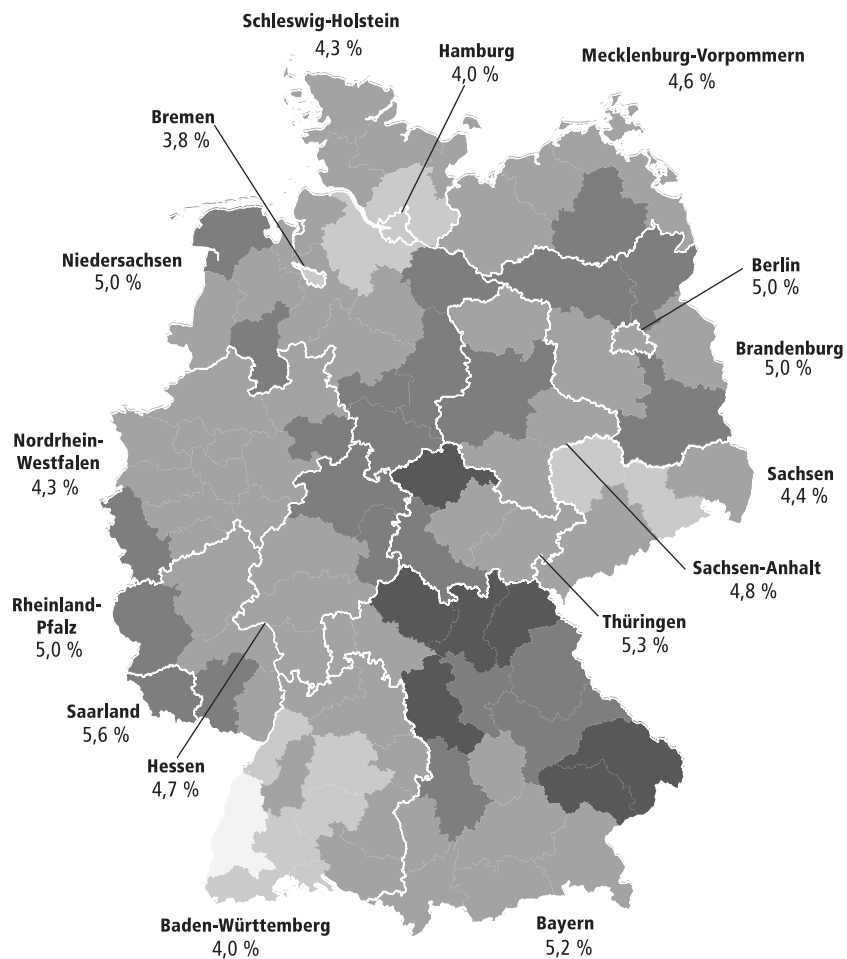 Schleswig-Holstein
4,3 %
Hamburg
4,0 %
Mecklenburg-Vorpommern
4,6 %
Bremen
3,8 %
Niedersachsen
5,0 %
Berlin
5,0 %
Brandenburg
5,0 %
Nordrhein-
Westfalen
4,3 %
Sachsen
4,4 %
Sachsen-Anhalt
4,8 %
Rheinland-
Pfalz
5,0 %
Thüringen
5,3 %
Saarland
5,6 %
Hessen
4,7 %
Baden-Württemberg
4,0 %
Bayern
5,2 %